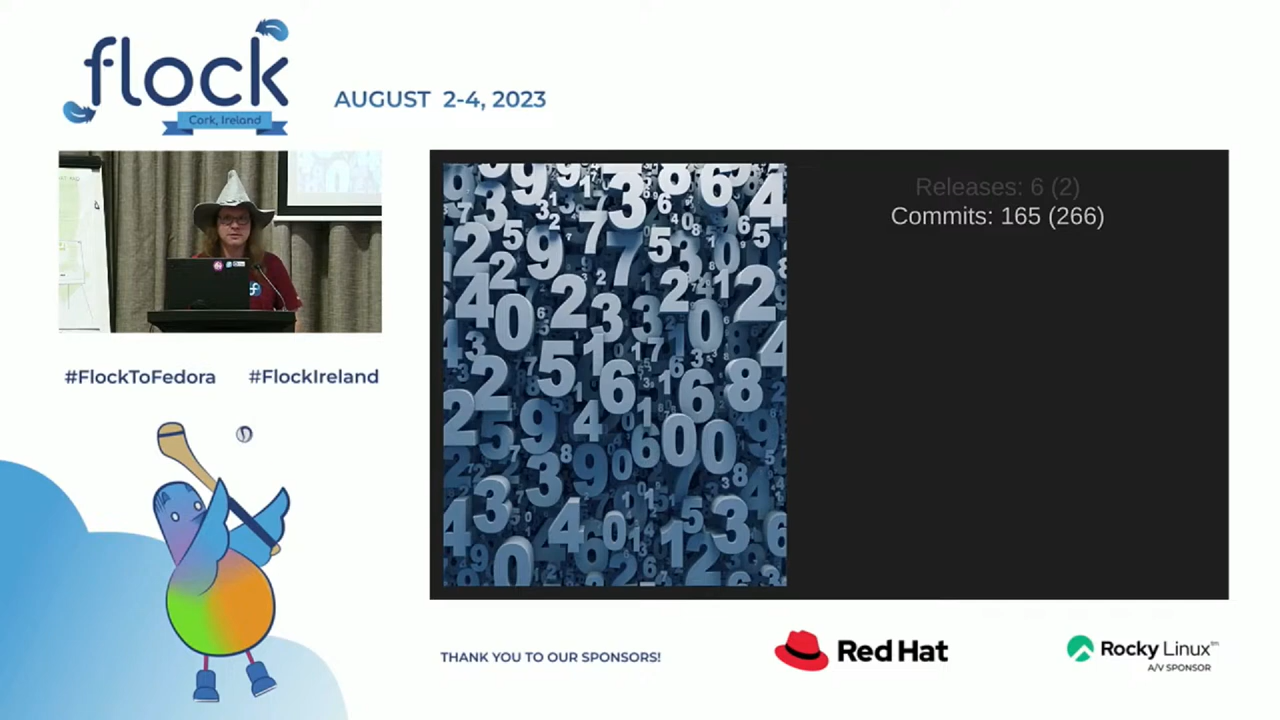 flock
Cork, Ireland
AUGUST 2-4, 2023
#FlockToFedora #FlockIreland
Releases: 6 (2)
Commits: 165 (266)
THANK YOU TO OUR SPONSORS!
Red Hat
Rocky Linux™
A/V SPONSOR